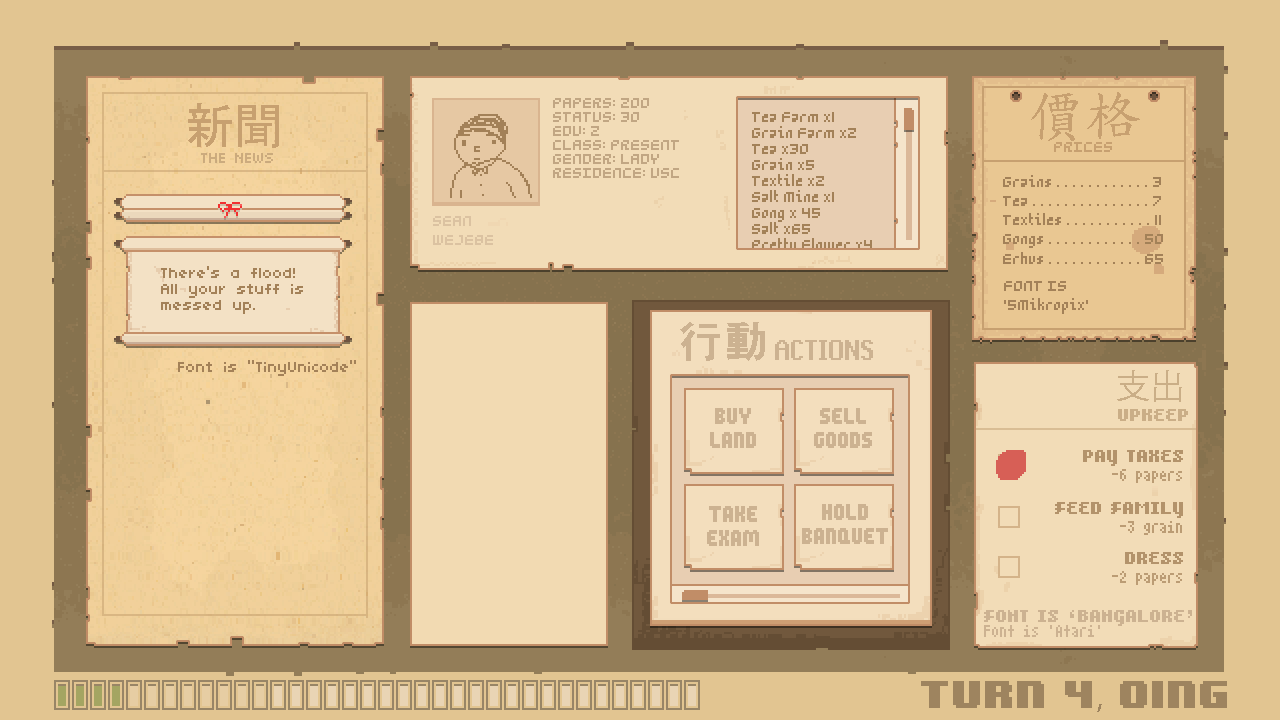 新聞
THE NEWS
There's a flood!
All your stuff is
messed up.
Font is "TinyUnicode"
PAPERS: 200
STATUS: 30
EDU: 2
CLASS: PRESENT
GENDER: LADY
RESIDENCE: USC
SEAN
WEJEBE
Tea Farm x1
Grain Farm x2
Tea x30
Grain x5
Textile x2
Salt Mine x1
Gong x 45
Salt x65
Pretty Flower x4
價格
PRICES
Grains..........3
Tea.............7
Textiles........11
Gongs...........50
Erhus...........65
FONT IS
'5Mikropix'
行動 ACTIONS
BUY
LAND
SELL
GOODS
TAKE
EXAM
HOLD
BANQUET
支出
UPKEEP
PAY TAXES
-6 papers
FEED FAMILY
-3 grain
DRESS
-2 papers
FONT IS ‘BANGALORE’
Font is 'Atari'
TURN 4, QING